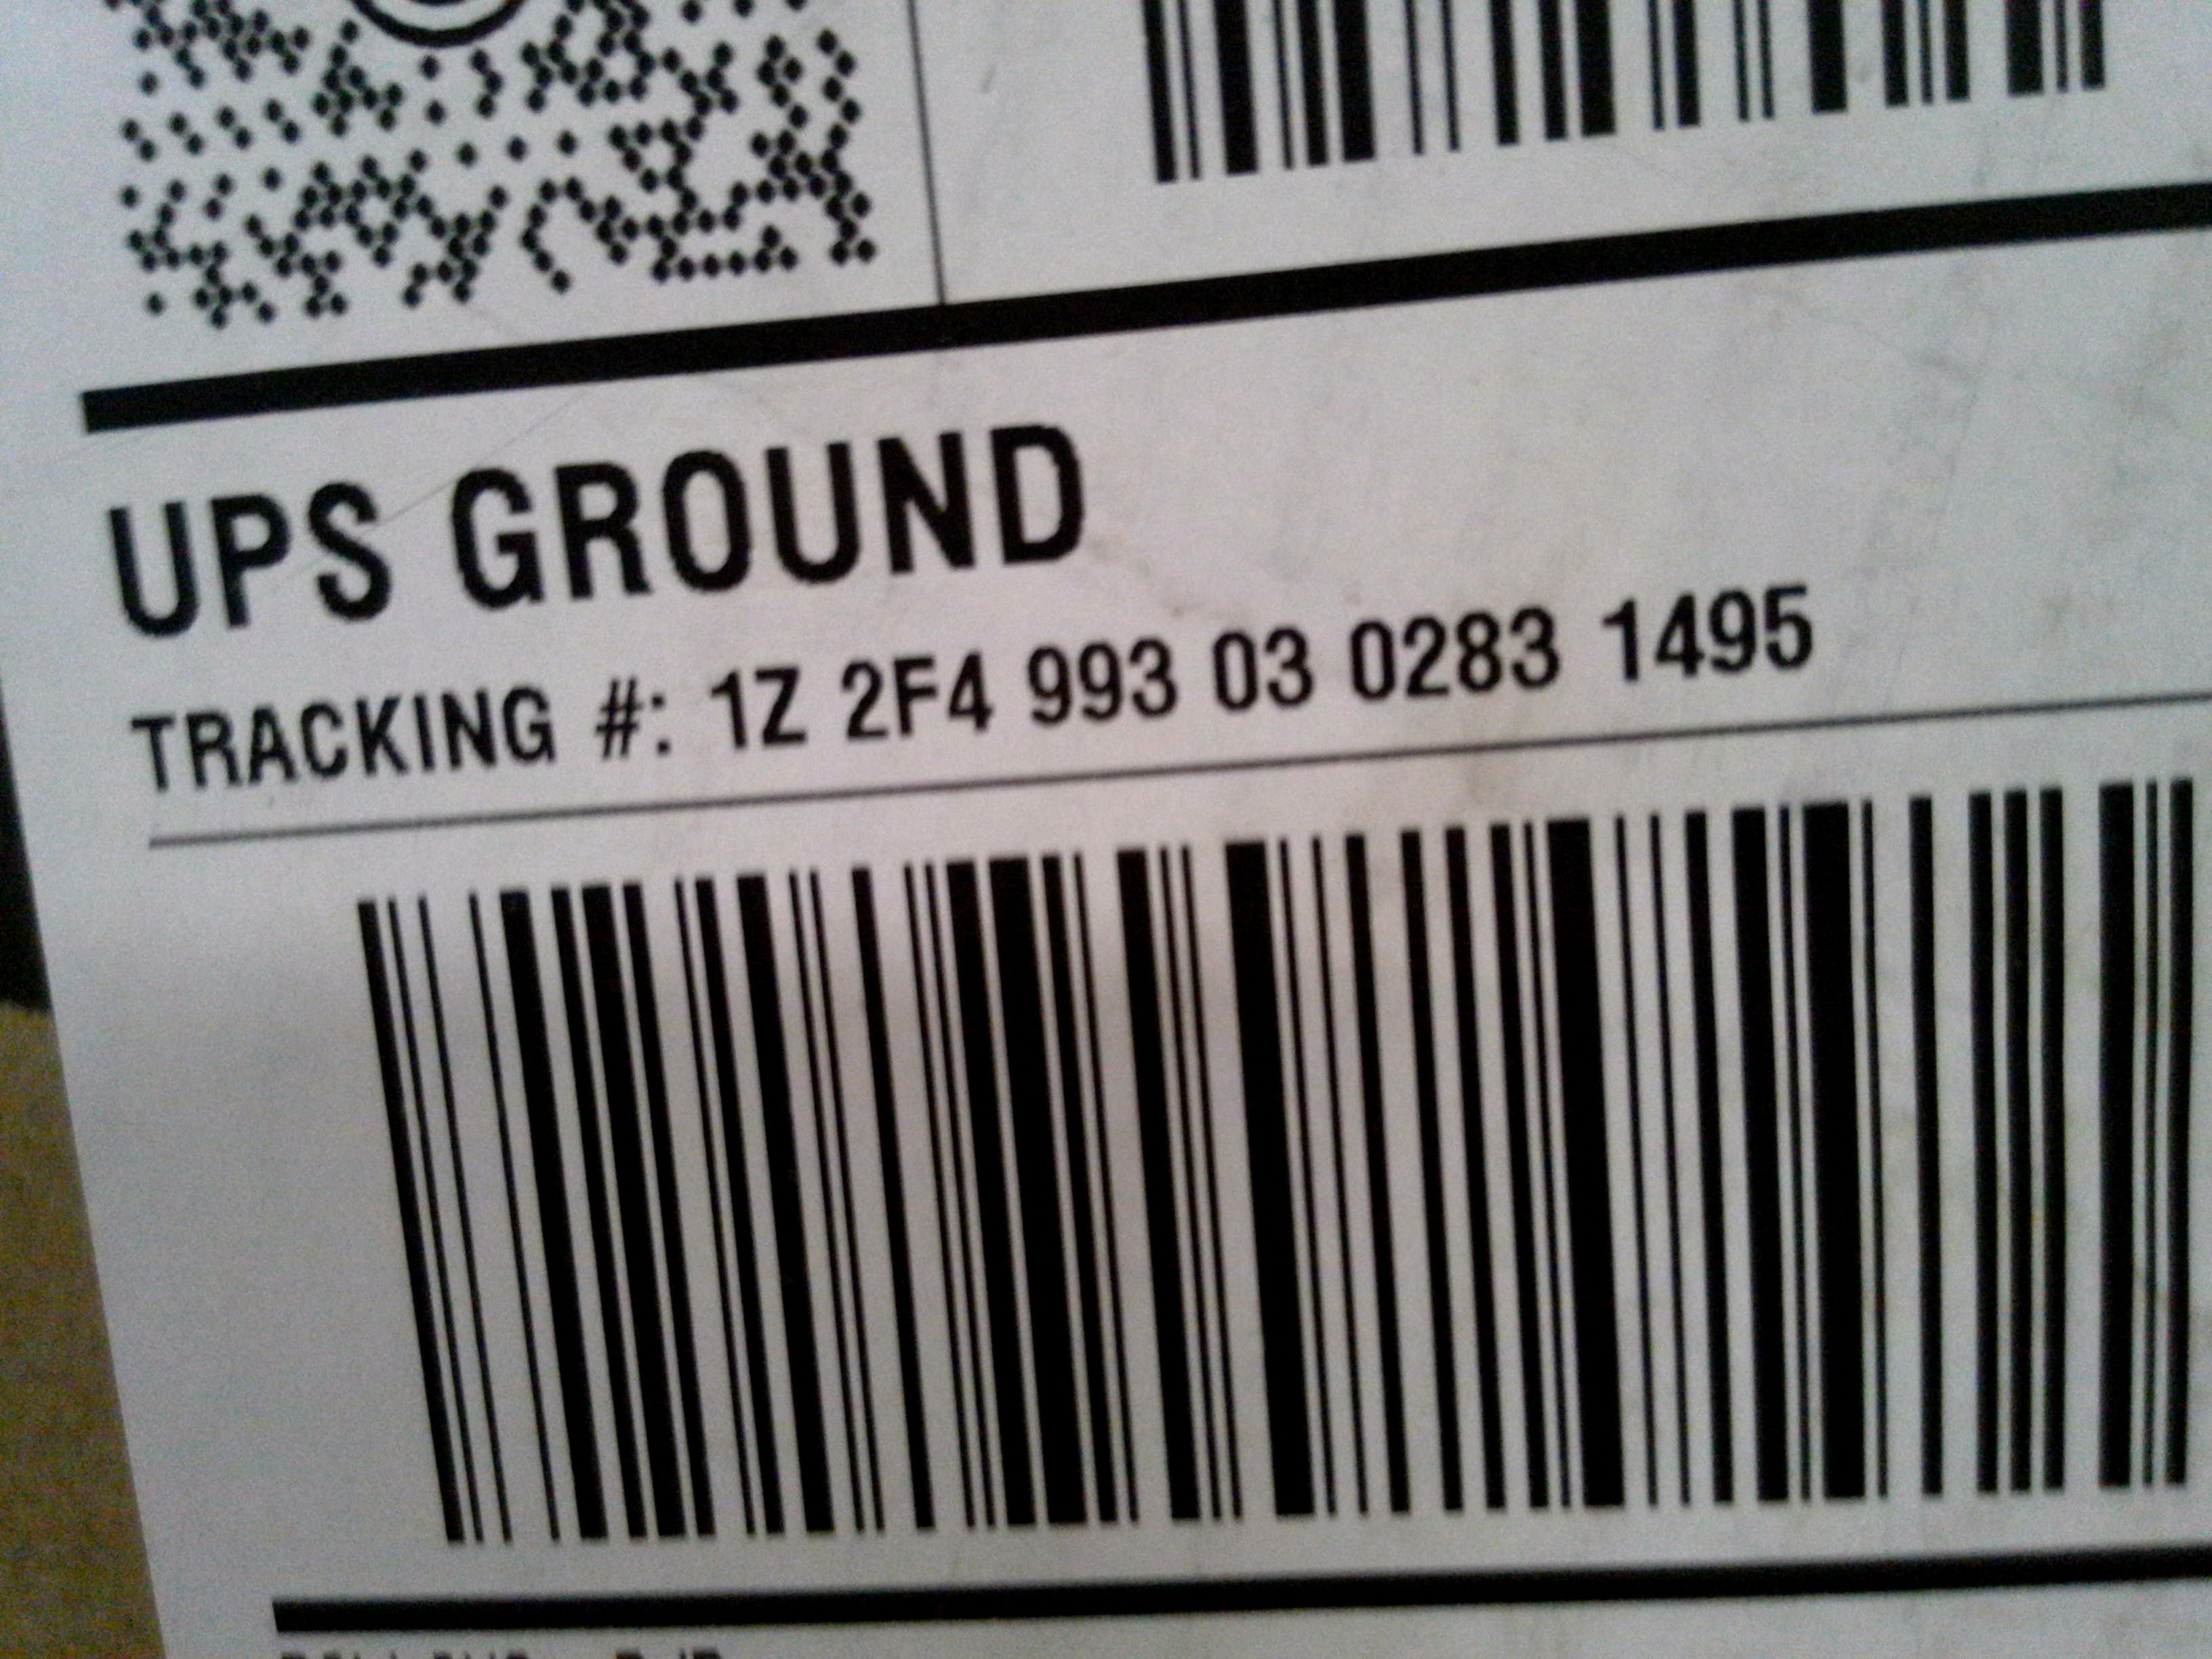 UPS GROUND
TRACKING #: 1Z 2F4 993 03 0283 1495